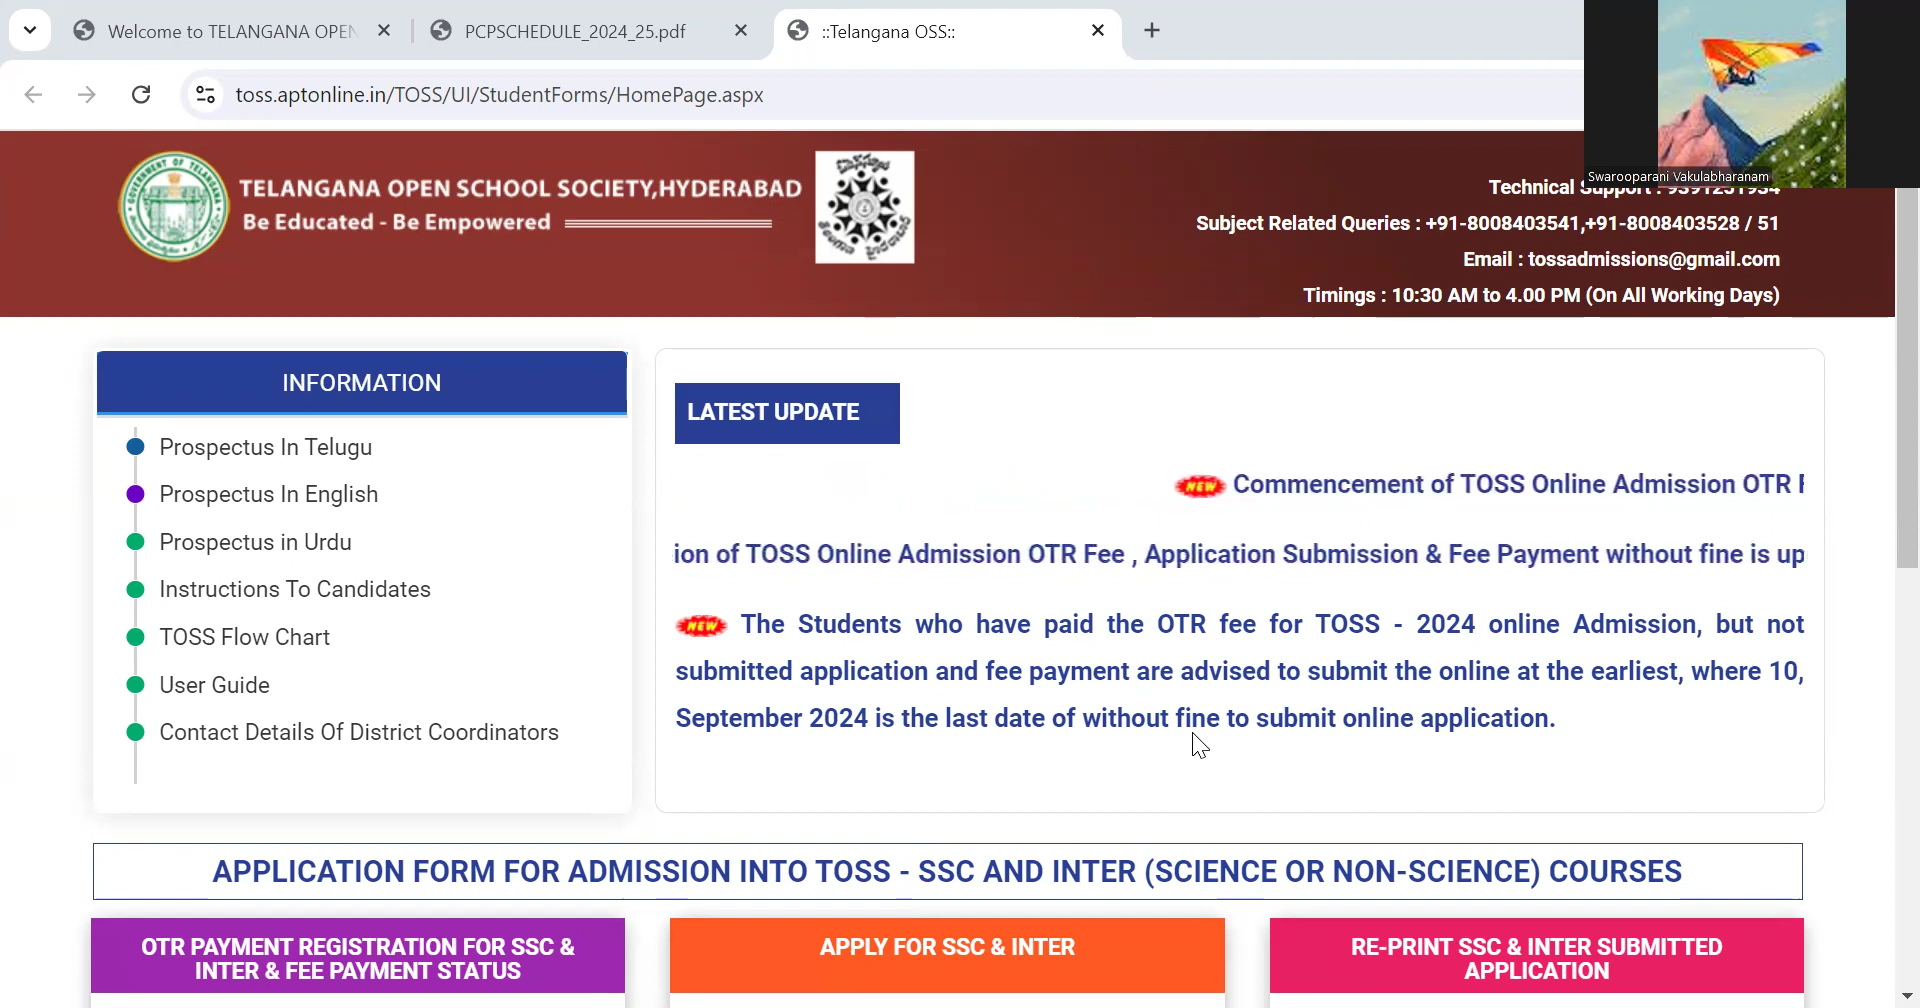 Welcome to TELANGANA OPEN
PCPSCHEDULE_2024_25.pdf
::Telangana OSS::
toss.aptonline.in/TOSS/UI/StudentForms/HomePage.aspx
Swarooparani Vakulabharanam
TELANGANA OPEN SCHOOL SOCIETY,HYDERABAD
Be Educated - Be Empowered
Technical Support : 9391231934
Subject Related Queries : +91-8008403541,+91-8008403528 / 51
Email : tossadmissions@gmail.com
Timings : 10:30 AM to 4.00 PM (On All Working Days)
INFORMATION
Prospectus In Telugu
Prospectus In English
Prospectus in Urdu
Instructions To Candidates
TOSS Flow Chart
User Guide
Contact Details Of District Coordinators
LATEST UPDATE
NEW Commencement of TOSS Online Admission OTR F
ion of TOSS Online Admission OTR Fee , Application Submission & Fee Payment without fine is up
NEW The Students who have paid the OTR fee for TOSS - 2024 online Admission, but not
submitted application and fee payment are advised to submit the online at the earliest, where 10,
September 2024 is the last date of without fine to submit online application.
APPLICATION FORM FOR ADMISSION INTO TOSS - SSC AND INTER (SCIENCE OR NON-SCIENCE) COURSES
OTR PAYMENT REGISTRATION FOR SSC &
INTER & FEE PAYMENT STATUS
APPLY FOR SSC & INTER
RE-PRINT SSC & INTER SUBMITTED
APPLICATION